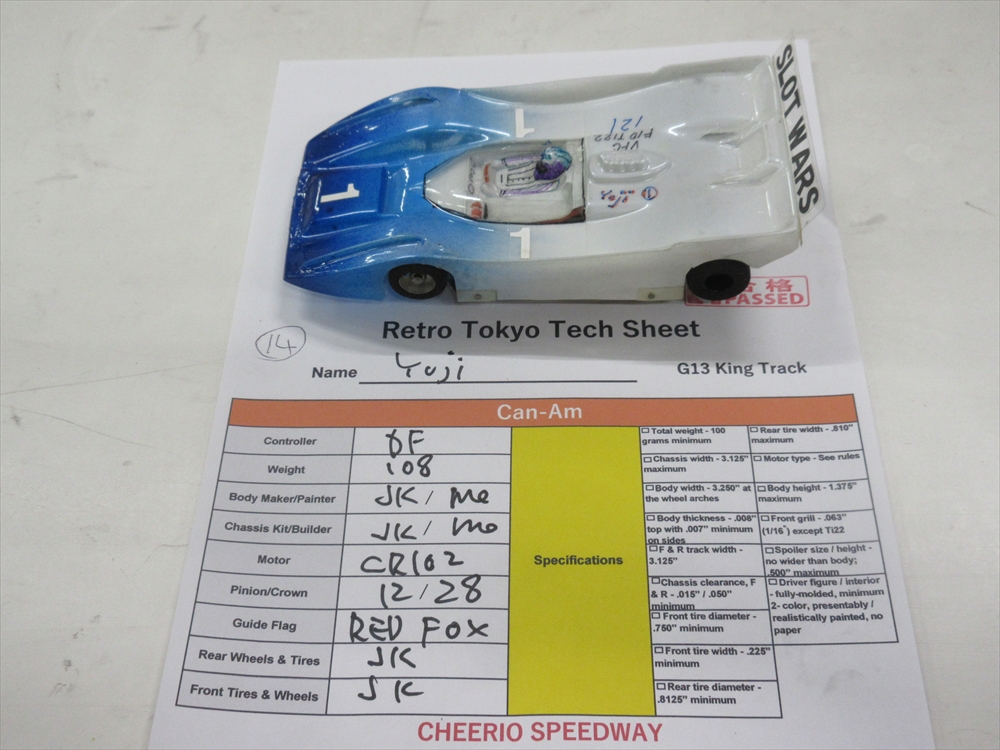 SLOT WARS
1
1
1
VHC
P/O Ti22
121
合格
PASSED
Retro Tokyo Tech Sheet
14
Name Yuji
G13 King Track
Can-Am
Controller DF
Weight 108
Body Maker/Painter JK / me
Chassis Kit/Builder JK / me
Motor CR102
Pinion/Crown 12/28
Guide Flag RED FOX
Rear Wheels & Tires JK
Front Tires & Wheels JK
Specifications
☐ Total weight - 100
grams minimum
☐ Chassis width - 3.125"
maximum
☐ Body width - 3.250" at
the wheel arches
☐ Body thickness - .008"
top with .007" minimum
on sides
☐ F & R track width -
3.125"
☐ Chassis clearance, F
& R - .015" / .050"
minimum
☐ Front tire diameter -
.750" minimum
☐ Front tire width - .225"
minimum
☐ Rear tire diameter -
.8125" minimum
☐ Rear tire width - .810"
maximum
☐ Motor type - See rules
☐ Body height - 1.375"
maximum
☐ Front grill - .063"
(1/16") except Ti22
☐ Spoiler size / height -
no wider than body;
.500" maximum
☐ Driver figure / interior
- fully-molded, minimum
2- color, presentably /
realistically painted, no
paper
CHEERIO SPEEDWAY